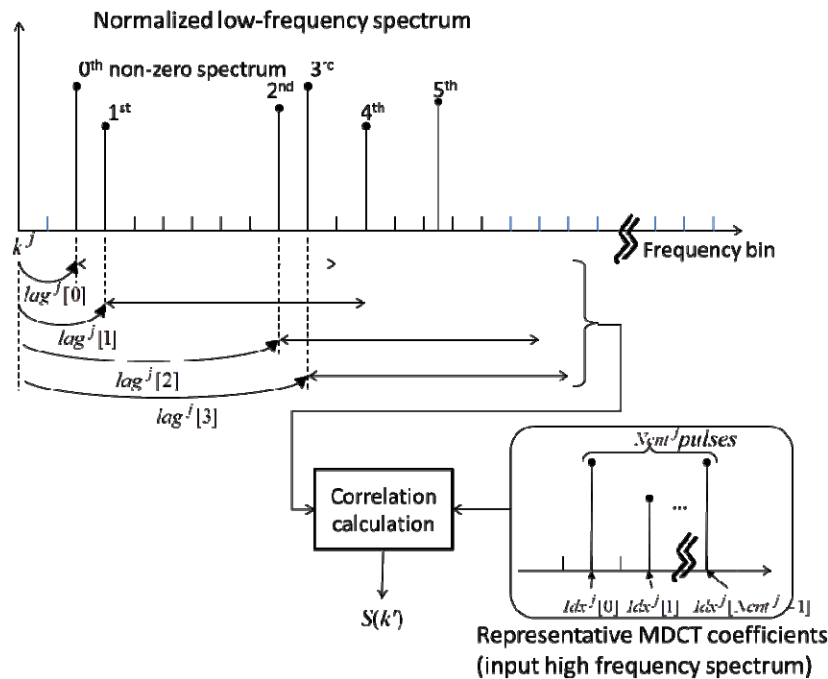 Normalized low-frequency spectrum
0th non-zero spectrum
3rc
2nd
1st
4th
5th
k^j
Frequency bin
lag^j[0]
lag^j[1]
lag^j[2]
lag^j[3]
Ncnt^j pulses
Correlation
calculation
...
Idx^j[0] Idx^j[1] Idx^j[Ncnt^j-1]
S(k')
Representative MDCT coefficients
(input high frequency spectrum)